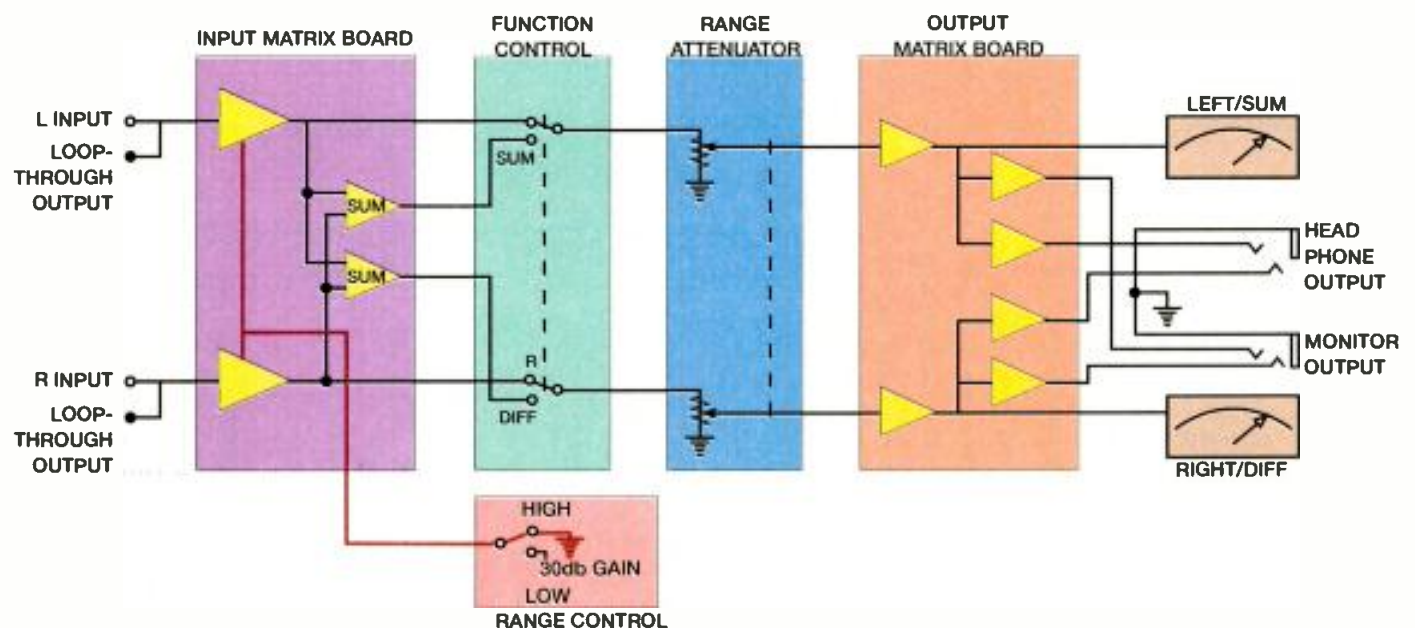 INPUT MATRIX BOARD
FUNCTION
CONTROL
RANGE
ATTENUATOR
OUTPUT
MATRIX BOARD
L INPUT
LOOP-
THROUGH
OUTPUT
SUM
SUM
SUM
R
DIFF
R INPUT
LOOP-
THROUGH
OUTPUT
LEFT/SUM
HEAD
PHONE
OUTPUT
MONITOR
OUTPUT
RIGHT/DIFF
HIGH
30db GAIN
LOW
RANGE CONTROL